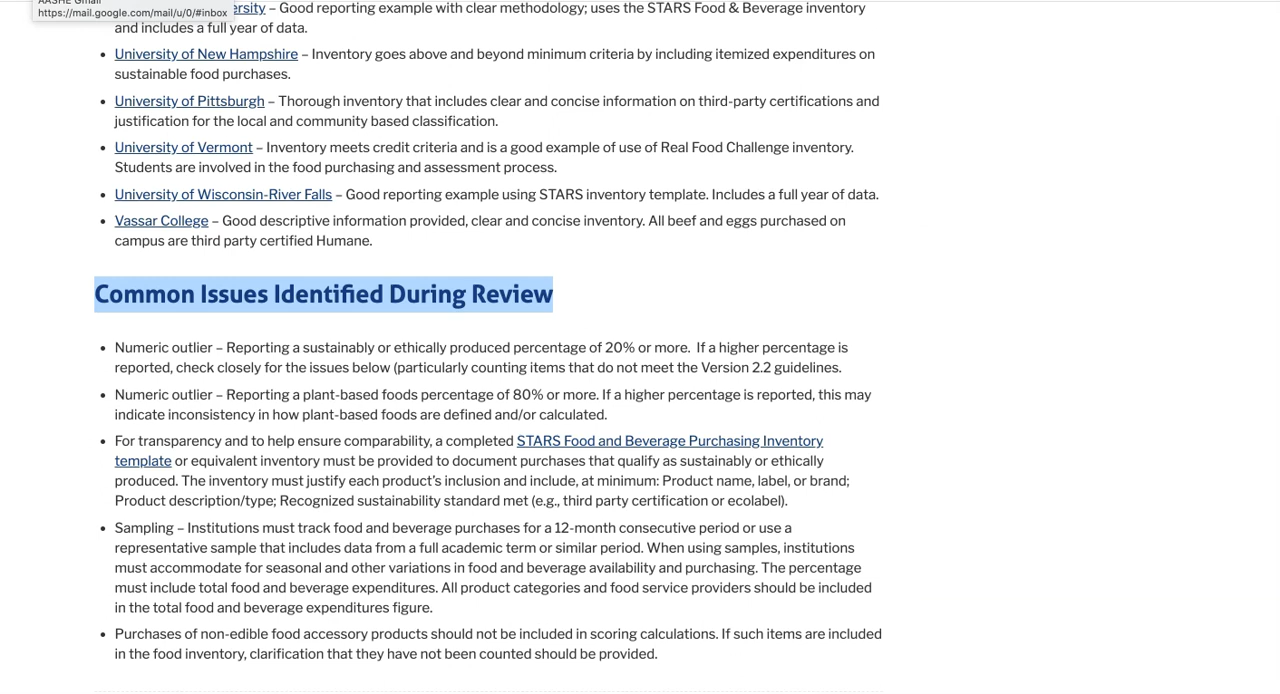 AASHE Gmail
https://mail.google.com/mail/u/0/#inbox
ersity – Good reporting example with clear methodology; uses the STARS Food & Beverage inventory
and includes a full year of data.
• University of New Hampshire – Inventory goes above and beyond minimum criteria by including itemized expenditures on
sustainable food purchases.
• University of Pittsburgh – Thorough inventory that includes clear and concise information on third-party certifications and
justification for the local and community based classification.
• University of Vermont – Inventory meets credit criteria and is a good example of use of Real Food Challenge inventory.
Students are involved in the food purchasing and assessment process.
• University of Wisconsin-River Falls – Good reporting example using STARS inventory template. Includes a full year of data.
• Vassar College – Good descriptive information provided, clear and concise inventory. All beef and eggs purchased on
campus are third party certified Humane.
Common Issues Identified During Review
• Numeric outlier – Reporting a sustainably or ethically produced percentage of 20% or more. If a higher percentage is
reported, check closely for the issues below (particularly counting items that do not meet the Version 2.2 guidelines.
• Numeric outlier – Reporting a plant-based foods percentage of 80% or more. If a higher percentage is reported, this may
indicate inconsistency in how plant-based foods are defined and/or calculated.
• For transparency and to help ensure comparability, a completed STARS Food and Beverage Purchasing Inventory
template or equivalent inventory must be provided to document purchases that qualify as sustainably or ethically
produced. The inventory must justify each product's inclusion and include, at minimum: Product name, label, or brand;
Product description/type; Recognized sustainability standard met (e.g., third party certification or ecolabel).
• Sampling – Institutions must track food and beverage purchases for a 12-month consecutive period or use a
representative sample that includes data from a full academic term or similar period. When using samples, institutions
must accommodate for seasonal and other variations in food and beverage availability and purchasing. The percentage
must include total food and beverage expenditures. All product categories and food service providers should be included
in the total food and beverage expenditures figure.
• Purchases of non-edible food accessory products should not be included in scoring calculations. If such items are included
in the food inventory, clarification that they have not been counted should be provided.